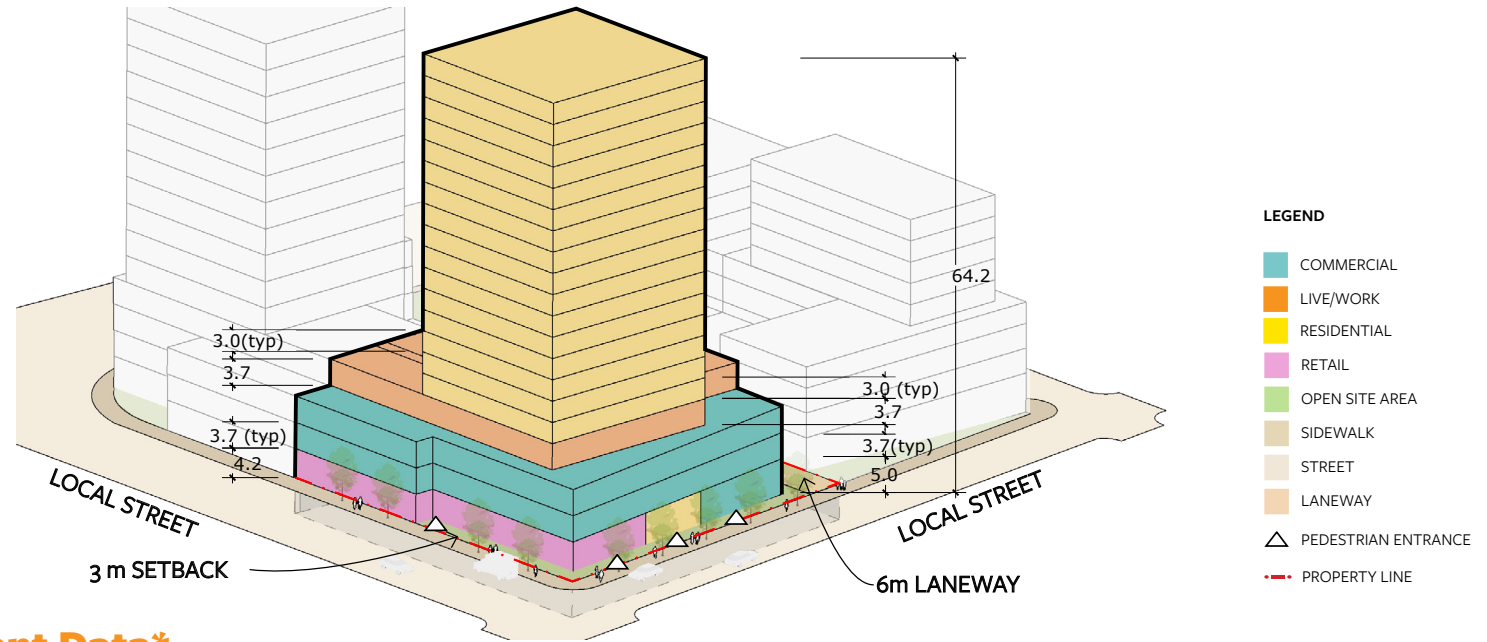 64.2
3.0(typ)
3.7
3.7 (typ)
4.2
3.0 (typ)
3.7
3.7(typ)
5.0
LOCAL STREET
LOCAL STREET
3 m SETBACK
6m LANEWAY
LEGEND
COMMERCIAL
LIVE/WORK
RESIDENTIAL
RETAIL
OPEN SITE AREA
SIDEWALK
STREET
LANEWAY
PEDESTRIAN ENTRANCE
PROPERTY LINE
Data*